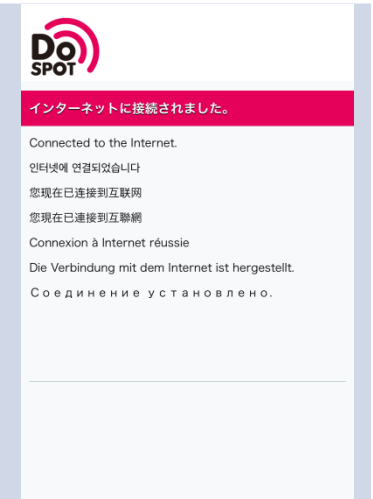 Do
SPOT
インターネットに接続されました。
Connected to the Internet.
인터넷에 연결되었습니다
您现在已连接到互联网
您現在已連接到互聯網
Connexion à Internet réussie
Die Verbindung mit dem Internet ist hergestellt.
Соединение установлено.